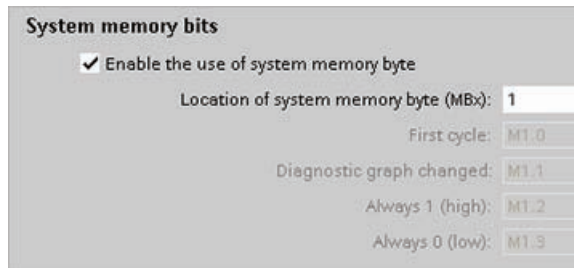 System memory bits
Enable the use of system memory byte
Location of system memory byte (MBx): 1
First cycle: M1.0
Diagnostic graph changed: M1.1
Always 1 (high): M1.2
Always 0 (low): M1.3